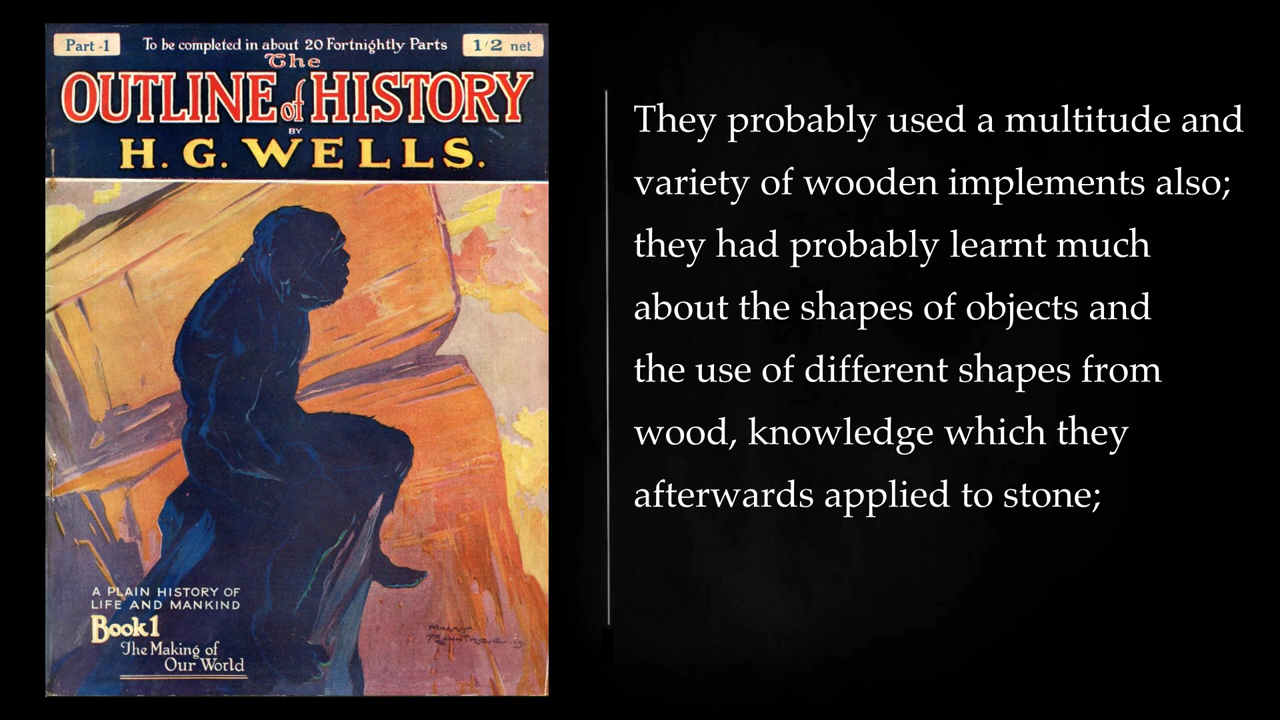 Part -1
To be completed in about 20 Fortnightly Parts
1/2 net
The
OUTLINE of HISTORY
BY
H. G. WELLS.
A PLAIN HISTORY OF
LIFE AND MANKIND
Book 1
The Making of
Our World
They probably used a multitude and
variety of wooden implements also;
they had probably learnt much
about the shapes of objects and
the use of different shapes from
wood, knowledge which they
afterwards applied to stone;